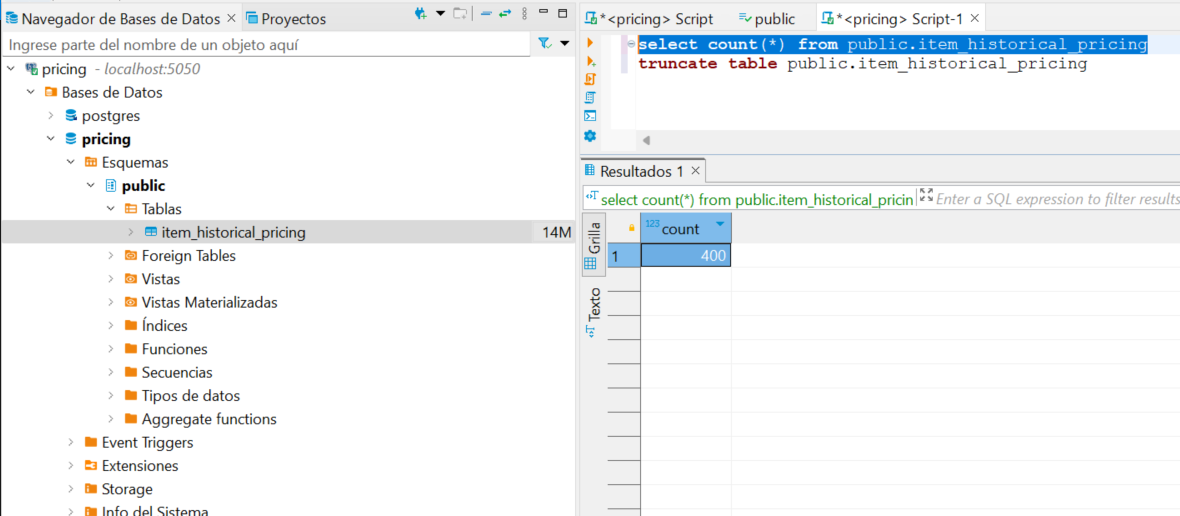 Navegador de Bases de Datos
Proyectos
Ingrese parte del nombre de un objeto aquí
pricing - localhost:5050
Bases de Datos
postgres
pricing
Esquemas
public
Tablas
item_historical_pricing 14M
Foreign Tables
Vistas
Vistas Materializadas
Índices
Funciones
Secuencias
Tipos de datos
Aggregate functions
Event Triggers
Extensiones
Storage
Info del Sistema
*<pricing> Script
public
*<pricing> Script-1
select count(*) from public.item_historical_pricing
truncate table public.item_historical_pricing
Resultados 1
select count(*) from public.item_historical_pricin
Enter a SQL expression to filter results
Grilla
Texto
123 count
1 400